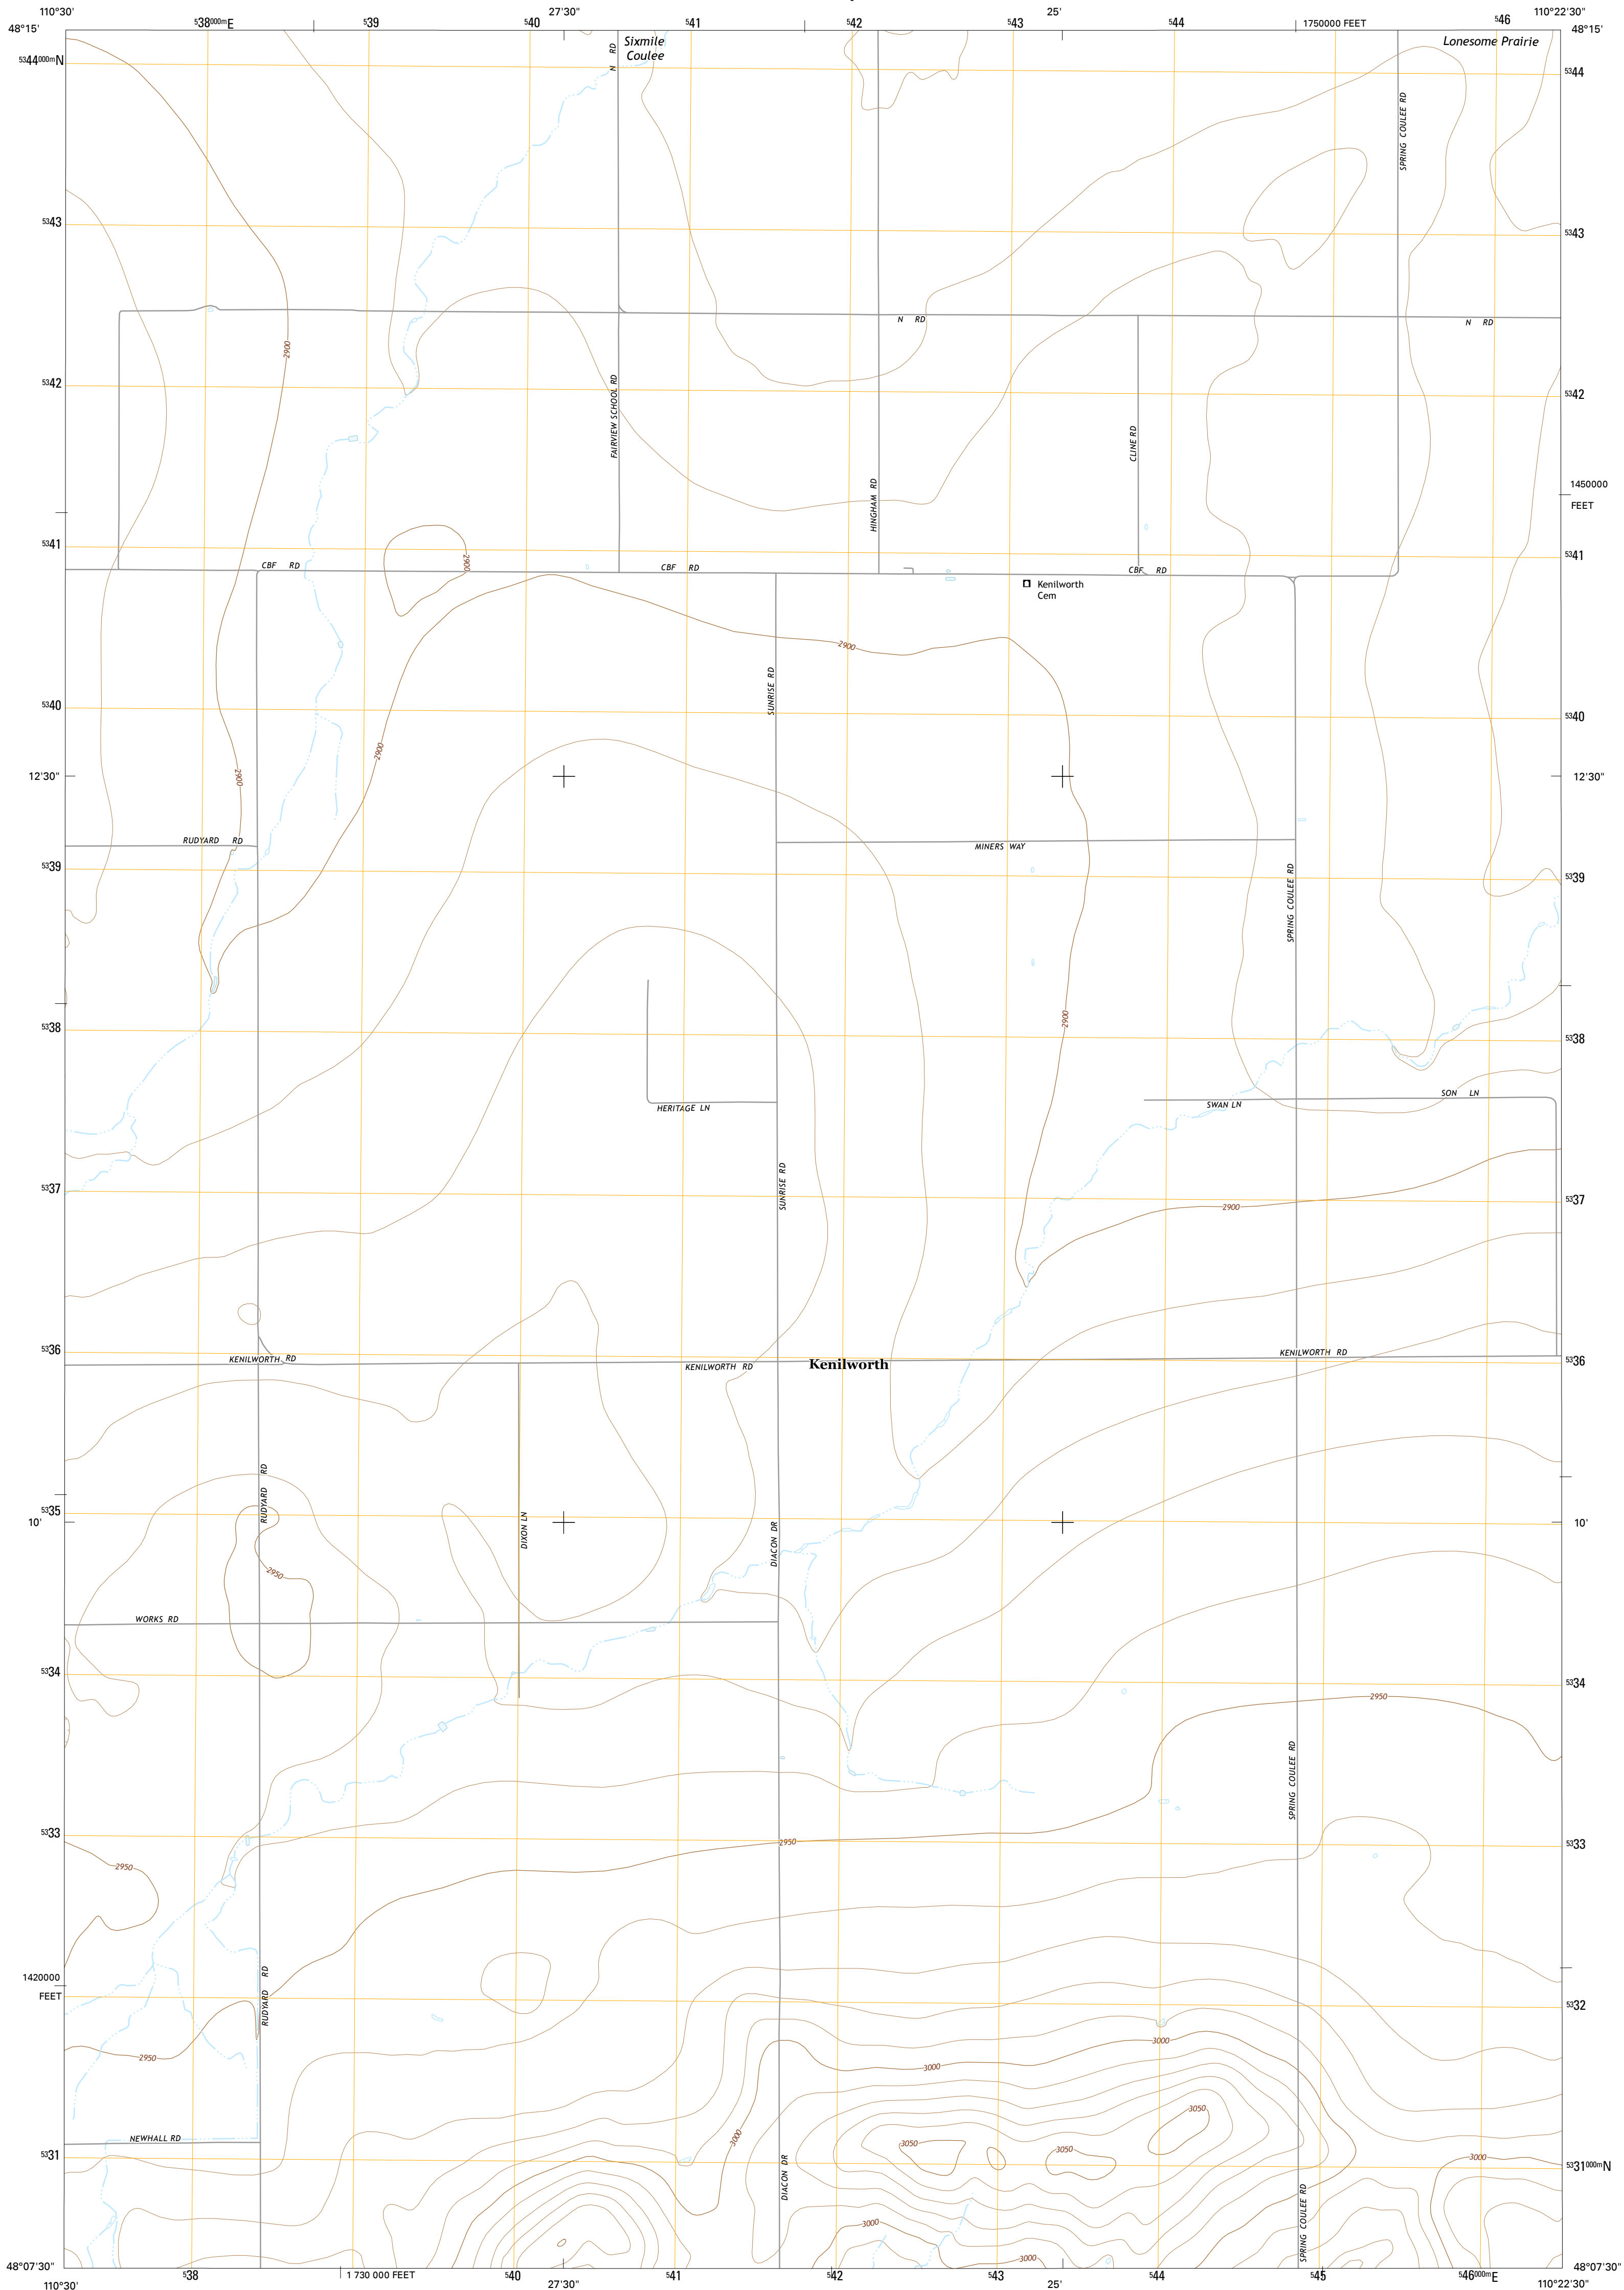 110°30'
538000mE
539
540
27'30"
541
542
543
25'
544
1750000 FEET
546
110°22'30"
48°15'
48°15'
Sixmile
Coulee
Lonesome Prairie
N RD
5344000mN
5344
SPRING COULEE RD
5343
5343
N RD
N RD
2900
5342
5342
FAIRVIEW SCHOOL RD
CLINE RD
HINGHAM RD
1450000
FEET
5341
5341
2900
CBF RD
CBF RD
CBF RD
Kenilworth
Cem
2900
SUNRISE RD
5340
5340
2900
2900
12'30"
12'30"
RUDYARD RD
MINERS WAY
5339
5339
SPRING COULEE RD
2900
5338
5338
SON LN
HERITAGE LN
SWAN LN
SUNRISE RD
5337
5337
2900
5336
5336
KENILWORTH RD
KENILWORTH RD
Kenilworth
KENILWORTH RD
RUDYARD RD
5335
DIXON LN
DIACON DR
10'
10'
2950
WORKS RD
5334
5334
2950
SPRING COULEE RD
5333
2950
5333
2950
1420000
FEET
RUDYARD RD
5332
3000
2950
3000
3050
3000
NEWHALL RD
3050
3050
5331
3000
5331000mN
DIACON DR
SPRING COULEE RD
3000
3000
48°07'30"
48°07'30"
110°30'
538
1 730 000 FEET
540
27'30"
541
542
543
25'
544
545
546000mE
110°22'30"